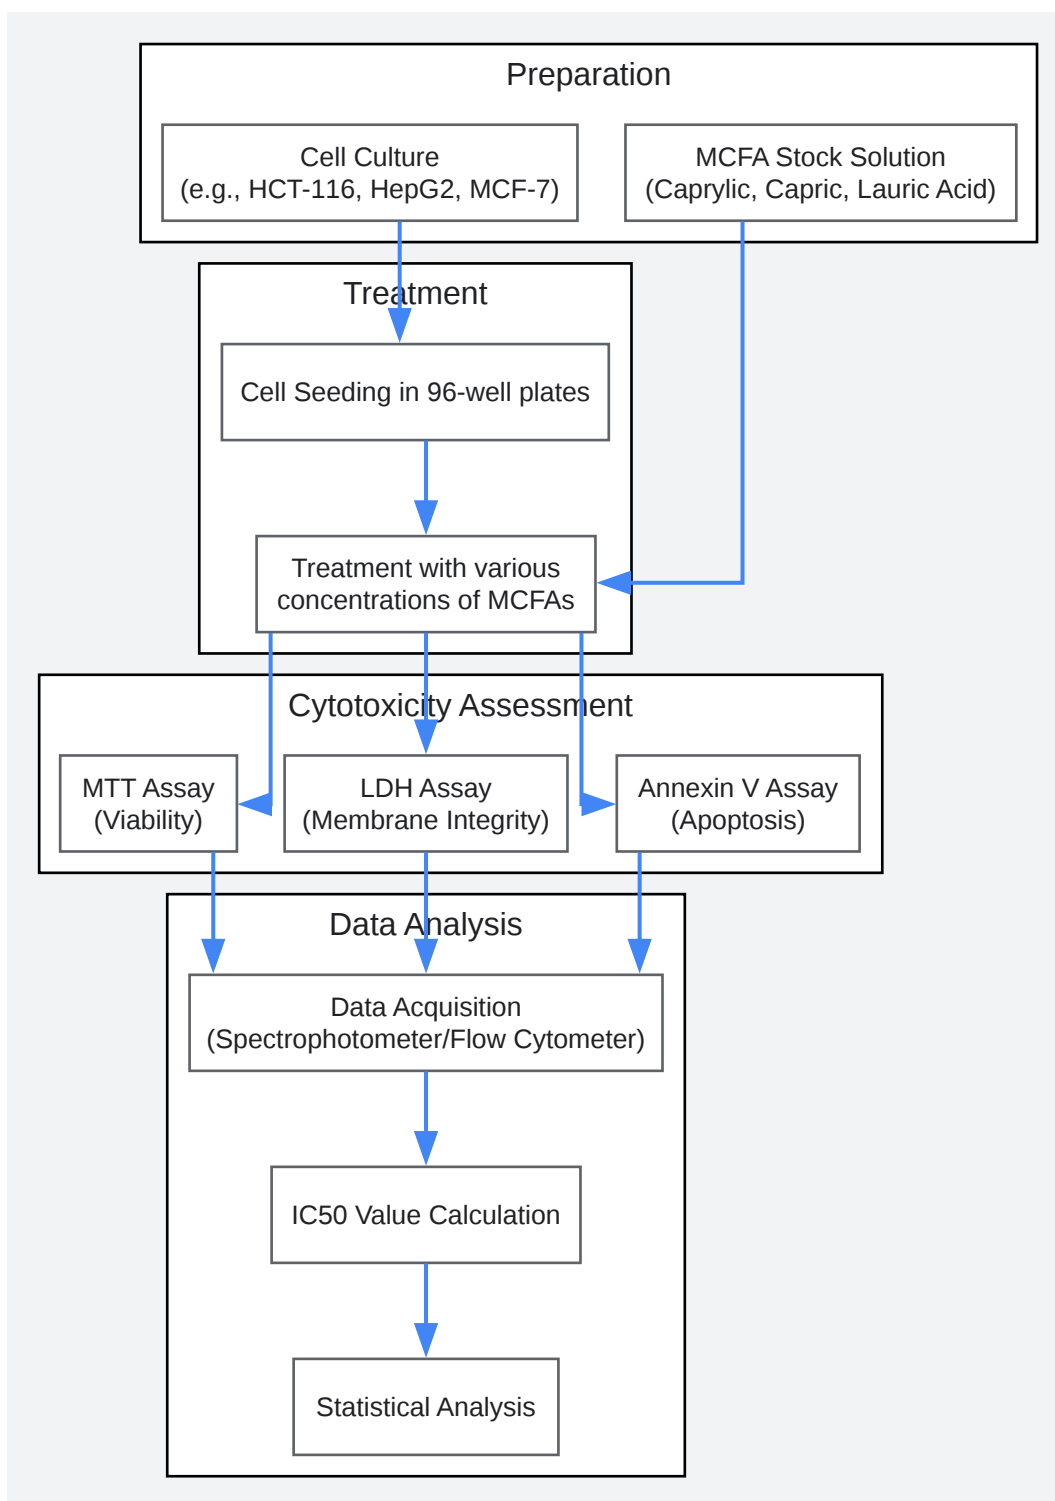 Preparation
Cell Culture
(e.g., HCT-116, HepG2, MCF-7)
MCFA Stock Solution
(Caprylic, Capric, Lauric Acid)
Treatment
Cell Seeding in 96-well plates
Treatment with various
concentrations of MCFAs
Cytotoxicity Assessment
MTT Assay
(Viability)
LDH Assay
(Membrane Integrity)
Annexin V Assay
(Apoptosis)
Data Analysis
Data Acquisition
(Spectrophotometer/Flow Cytometer)
IC50 Value Calculation
Statistical Analysis